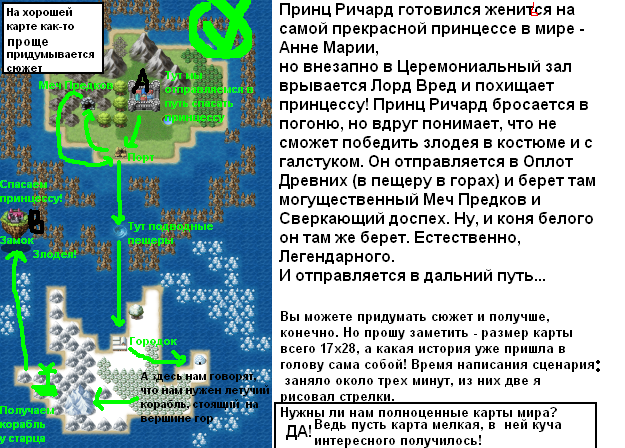 На хорошей
карте как-то
проще
придумывается
сюжет
А
Тут мы
отправляемся в
путь спасать
принцессу
Меч Предков
Порт
Спасаем
принцессу!
В
Замок
Злодея!
Тут подводные
пещеры
Городок
А здесь нам говорят,
что нам нужен летучий
корабль, стоящий на
вершине гор
Получаем
корабль
у старца
Принц Ричард готовился женится на
самой прекрасной принцессе в мире -
Анне Марии,
но внезапно в Церемониальный зал
врывается Лорд Вред и похищает
принцессу! Принц Ричард бросается в
погоню, но вдруг понимает, что не
сможет победить злодея в костюме и с
галстуком. Он отправляется в Оплот
Древних (в пещеру в горах) и берет там
могущественный Меч Предков и
Сверкающий доспех. Ну, и коня белого
он там же берет. Естественно,
Легендарного.
И отправляется в дальний путь...
Вы можете придумать сюжет и получше,
конечно. Но прошу заметить - размер карты
всего 17х28, а какая история уже пришла в
голову сама собой! Время написания сценария:
заняло около трех минут, из них две я
рисовал стрелки.
Нужны ли нам полноценные карты мира?
ДА! Ведь пусть карта мелкая, а в ней куча
интересного получилось!